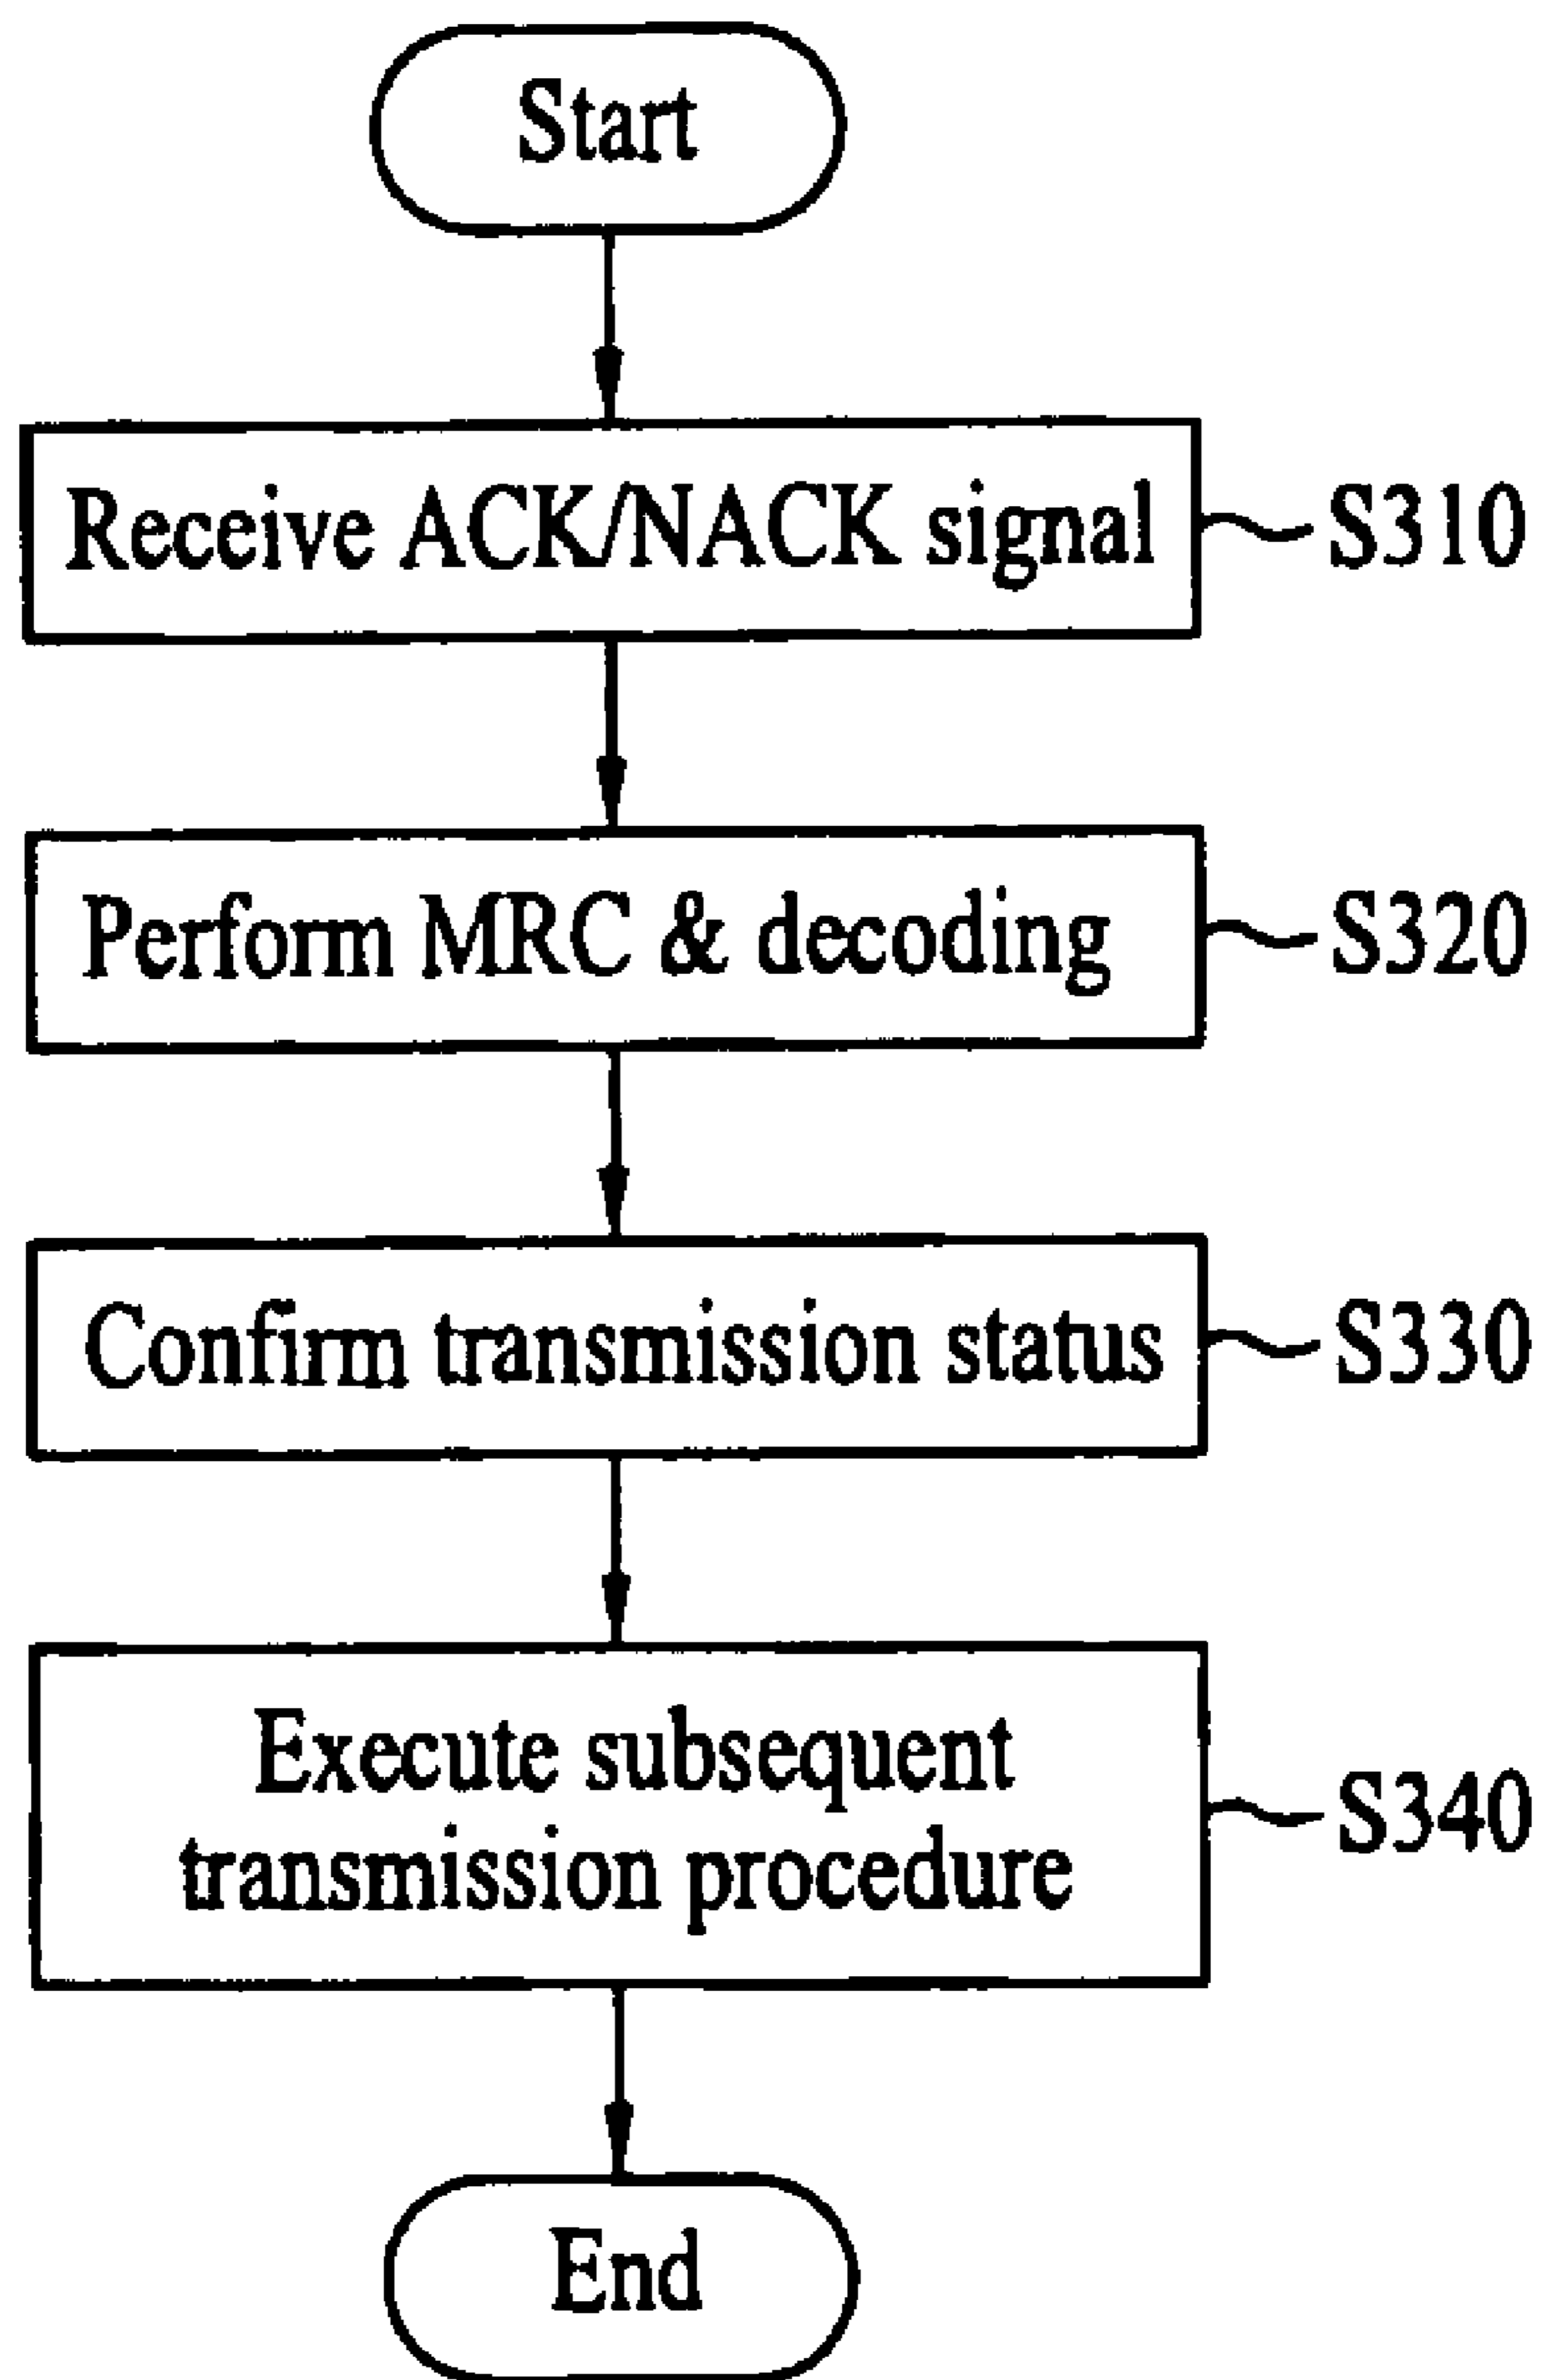 Start
Receive ACK/NACK signal
S310
Perform MRC & decoding
S320
Confirm transmission status
S330
Execute subsequent
transmission procedure
S340
End